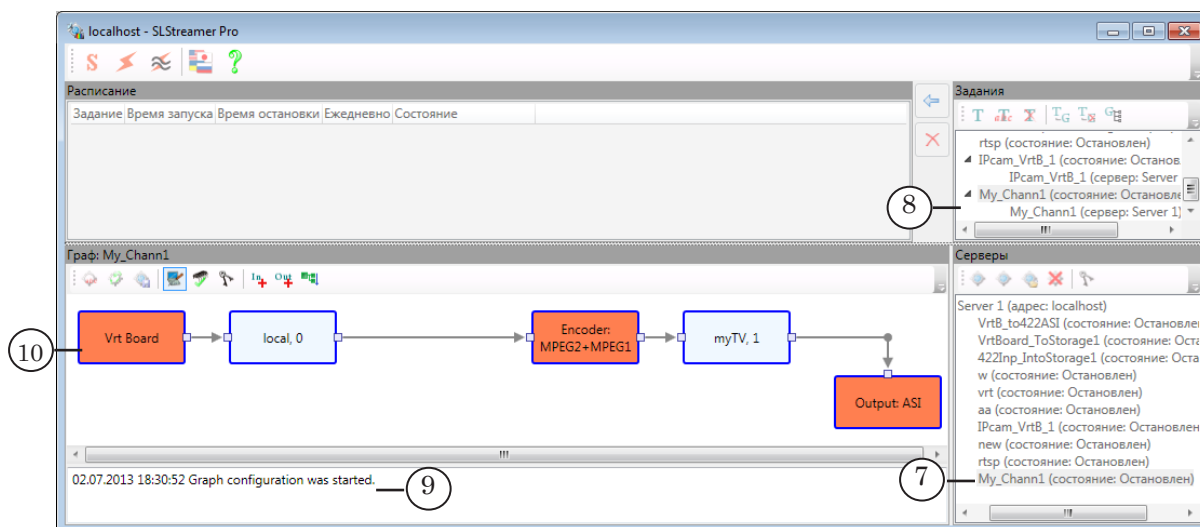 localhost - SLStreamer Pro
S ?
Расписание
Задание Время запуска Время остановки Ежедневно Состояние
Задания
T abc T T-G T G
rtsp (состояние: Остановлен)
IPcam_VrtB_1 (состояние: Останов
IPcam_VrtB_1 (сервер: Server
My_Chann1 (состояние: Остановле
My_Chann1 (сервер: Server 1)
8
Граф: My_Chann1
In Out
Vrt Board
local, 0
Encoder:
MPEG2+MPEG1
myTV, 1
Output: ASI
10
02.07.2013 18:30:52 Graph configuration was started.
9
Серверы
Server 1 (адрес: localhost)
VrtB_to422ASI (состояние: Остановле
VrtBoard_ToStorage1 (состояние: Оста
422Inp_IntoStorage1 (состояние: Оста
w (состояние: Остановлен)
vrt (состояние: Остановлен)
aa (состояние: Остановлен)
IPcam_VrtB_1 (состояние: Остановлен
new (состояние: Остановлен)
rtsp (состояние: Остановлен)
My_Chann1 (состояние: Остановлен)
7